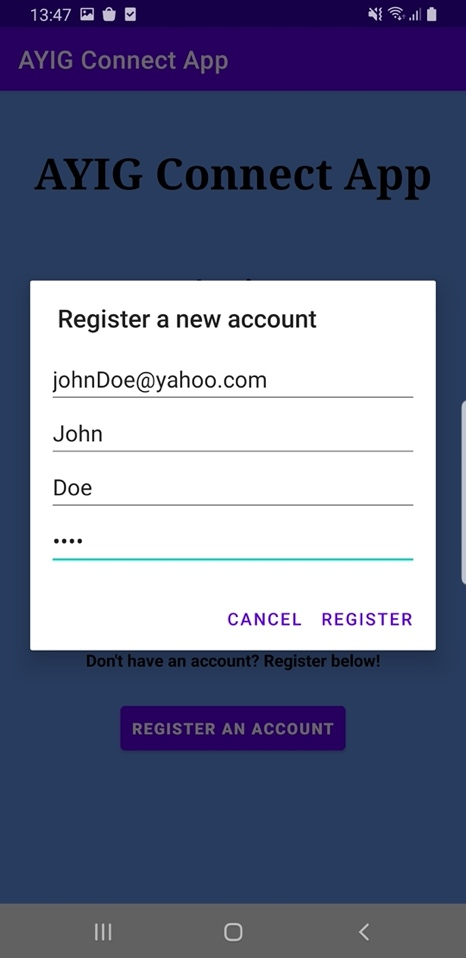 13:47
AYIG Connect App
AYIG Connect App
Register a new account
johnDoe@yahoo.com
John
Doe
••••
CANCEL REGISTER
Don't have an account? Register below!
REGISTER AN ACCOUNT